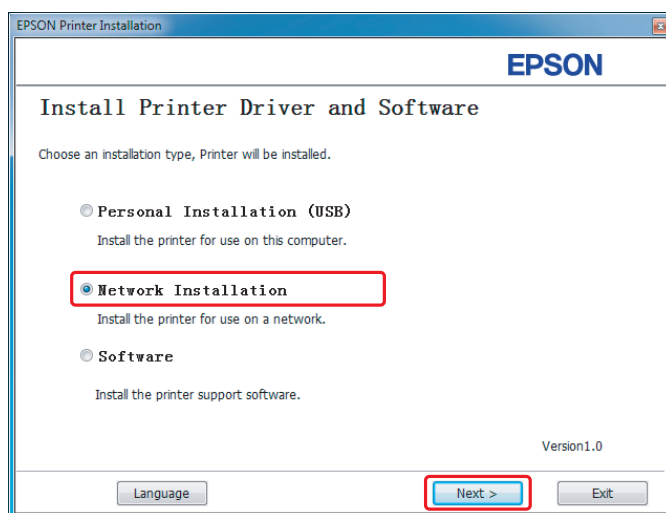 EPSON Printer Installation
EPSON
Install Printer Driver and Software
Choose an installation type, Printer will be installed.
Personal Installation (USB)
Install the printer for use on this computer.
Network Installation
Install the printer for use on a network.
Software
Install the printer support software.
Version1.0
Language
Next >
Exit